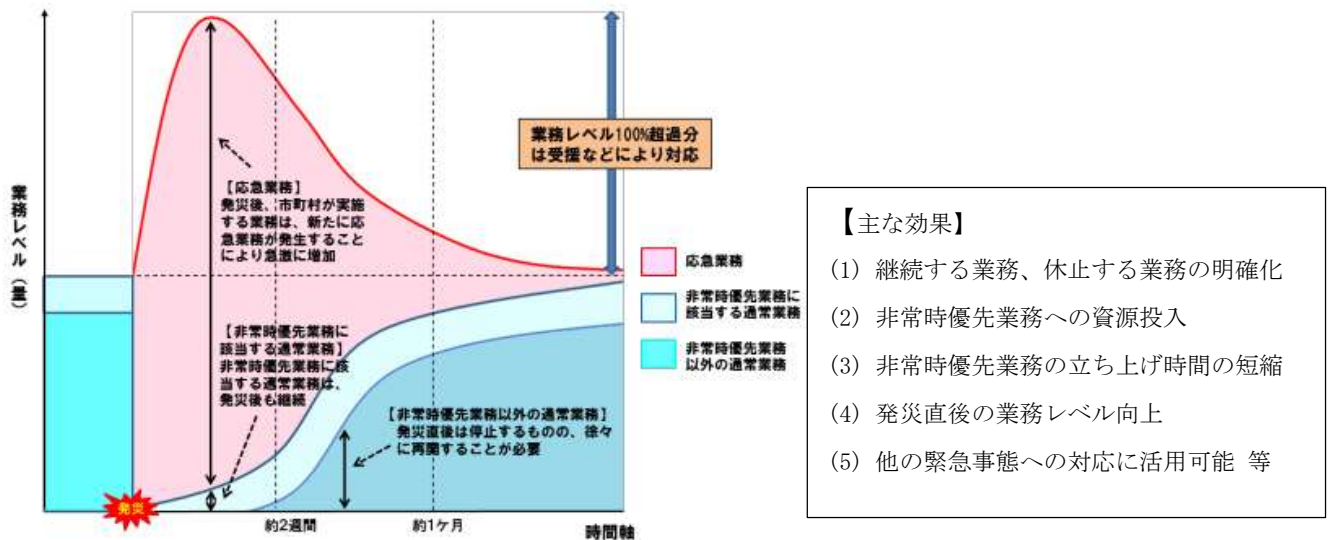 業務レベル（量）
業務レベル100%超過分
は受援などにより対応
【応急業務】
発災後、市町村が実施
する業務は、新たに応
急業務が発生すること
により急激に増加
応急業務
非常時優先業務に
該当する通常業務
非常時優先業務
以外の通常業務
【非常時優先業務に
該当する通常業務】
非常時優先業務に該
当する通常業務は、
発災後も継続
【非常時優先業務以外の通常業務】
発災直後は停止するものの、徐々
に再開することが必要
発災
約2週間
約1ケ月
時間軸
【主な効果】
(1) 継続する業務、休止する業務の明確化
(2) 非常時優先業務への資源投入
(3) 非常時優先業務の立ち上げ時間の短縮
(4) 発災直後の業務レベル向上
(5) 他の緊急事態への対応に活用可能 等